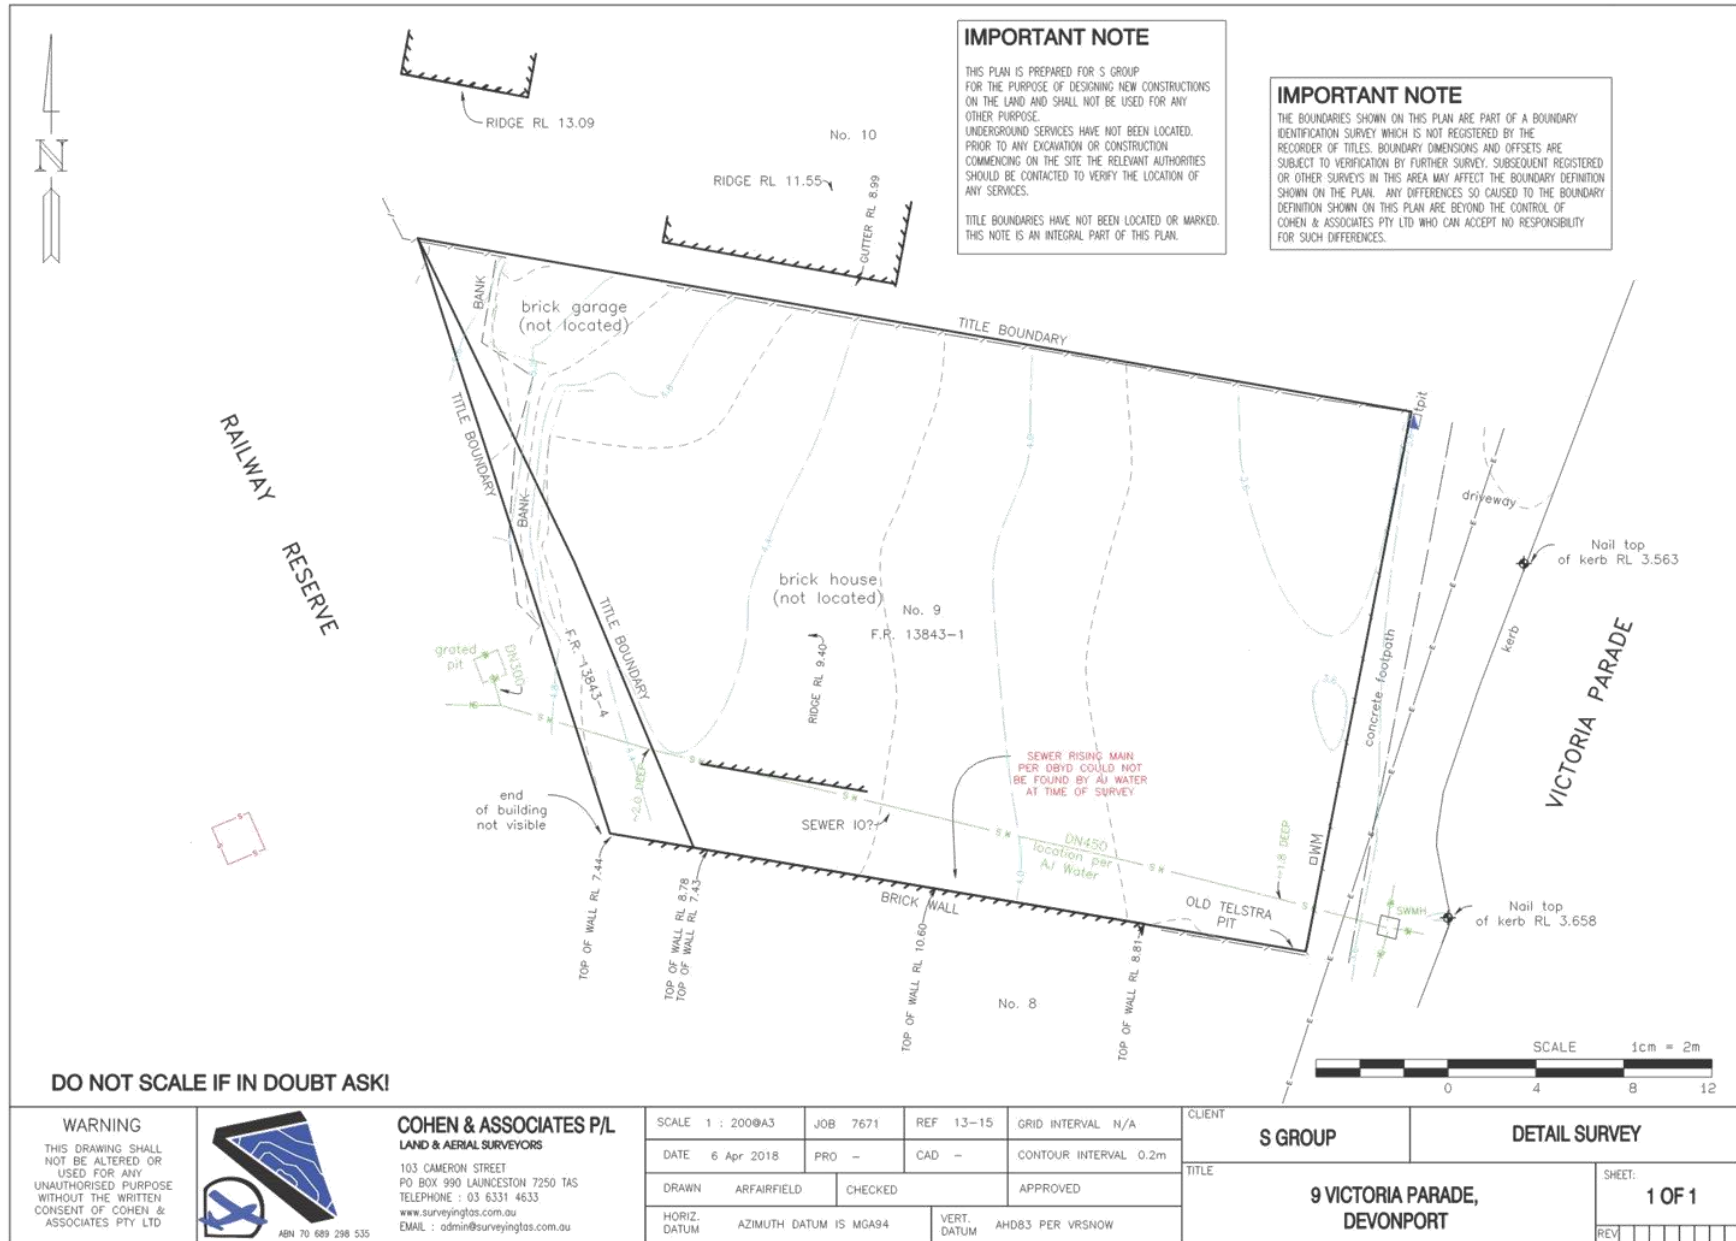 IMPORTANT NOTE
THIS PLAN IS PREPARED FOR S GROUP
FOR THE PURPOSE OF DESIGNING NEW CONSTRUCTIONS
ON THE LAND AND SHALL NOT BE USED FOR ANY
OTHER PURPOSE.
UNDERGROUND SERVICES HAVE NOT BEEN LOCATED.
PRIOR TO ANY EXCAVATION OR CONSTRUCTION
COMMENCING ON THE SITE THE RELEVANT AUTHORITIES
SHOULD BE CONTACTED TO VERIFY THE LOCATION OF
ANY SERVICES.
TITLE BOUNDARIES HAVE NOT BEEN LOCATED OR MARKED.
THIS NOTE IS AN INTEGRAL PART OF THIS PLAN.
IMPORTANT NOTE
THE BOUNDARIES SHOWN ON THIS PLAN ARE PART OF A BOUNDARY
IDENTIFICATION SURVEY WHICH IS NOT REGISTERED BY THE
RECORDER OF TITLES. BOUNDARY DIMENSIONS AND OFFSETS ARE
SUBJECT TO VERIFICATION BY FURTHER SURVEY. SUBSEQUENT REGISTERED
OR OTHER SURVEYS IN THIS AREA MAY AFFECT THE BOUNDARY DEFINITION
SHOWN ON THE PLAN. ANY DIFFERENCES SO CAUSED TO THE BOUNDARY
DEFINITION SHOWN ON THIS PLAN ARE BEYOND THE CONTROL OF
COHEN & ASSOCIATES PTY LTD WHO CAN ACCEPT NO RESPONSIBILITY
FOR SUCH DIFFERENCES.
N
RIDGE RL 13.09
No. 10
RIDGE RL 11.55
GUTTER RL 8.99
BANK
brick garage
(not located)
TITLE BOUNDARY
TITLE BOUNDARY
4.8
4.0
tpit
driveway
RAILWAY
RESERVE
BANK
4.4
Nail top
of kerb RL 3.563
brick house
(not located)
No. 9
F.R. 13843-1
TITLE BOUNDARY
F.R. 13843-4
RIDGE RL 9.40
kerb
concrete footpath
VICTORIA PARADE
grated
pit
DN300
4.8
3.6
SEWER RISING MAIN
PER DBYD COULD NOT
BE FOUND BY AJ WATER
AT TIME OF SURVEY
~2.0 DEEP
4.4
end
of building
not visible
SEWER IO?
DN450
location per
AJ Water
~1.8 DEEP
WM
4.0
BRICK WALL
OLD TELSTRA
PIT
SWMH
Nail top
of kerb RL 3.658
3.6
TOP OF WALL RL 7.44
TOP OF WALL RL 8.78
TOP OF WALL RL 7.43
TOP OF WALL RL 10.60
TOP OF WALL RL 8.81
No. 8
DO NOT SCALE IF IN DOUBT ASK!
SCALE 1cm = 2m
0 4 8 12
WARNING
THIS DRAWING SHALL
NOT BE ALTERED OR
USED FOR ANY
UNAUTHORISED PURPOSE
WITHOUT THE WRITTEN
CONSENT OF COHEN &
ASSOCIATES PTY LTD
ABN 70 689 298 535
COHEN & ASSOCIATES P/L
LAND & AERIAL SURVEYORS
103 CAMERON STREET
PO BOX 990 LAUNCESTON 7250 TAS
TELEPHONE : 03 6331 4633
www.surveyingtas.com.au
EMAIL : admin@surveyingtas.com.au
SCALE 1 : 200@A3
JOB 7671
REF 13-15
GRID INTERVAL N/A
DATE 6 Apr 2018
PRO -
CAD -
CONTOUR INTERVAL 0.2m
DRAWN ARFAIRFIELD
CHECKED
APPROVED
HORIZ. DATUM AZIMUTH DATUM IS MGA94
VERT. DATUM AHD83 PER VRSNOW
CLIENT
S GROUP
DETAIL SURVEY
TITLE
9 VICTORIA PARADE,
DEVONPORT
SHEET:
1 OF 1
REV